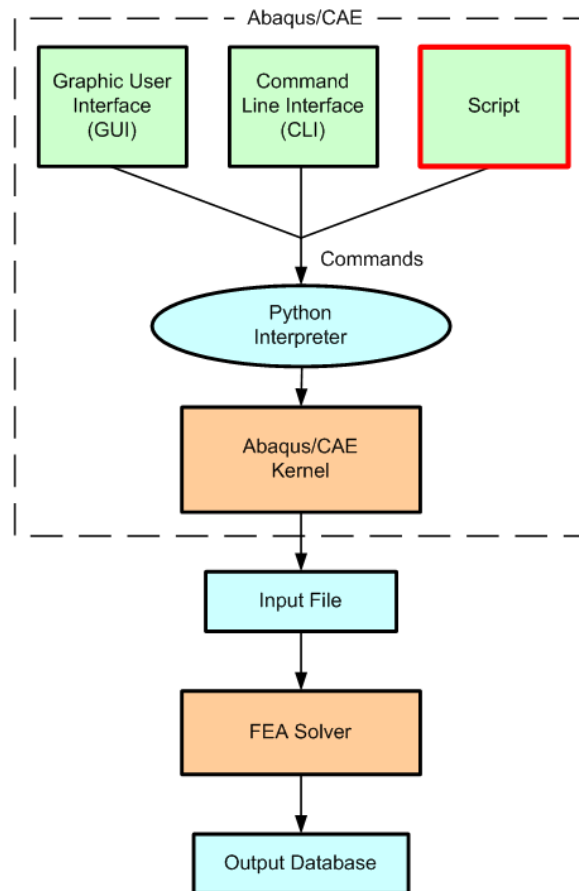 Abaqus/CAE
Graphic User
Interface
(GUI)
Command
Line Interface
(CLI)
Script
Commands
Python
Interpreter
Abaqus/CAE
Kernel
Input File
FEA Solver
Output Database